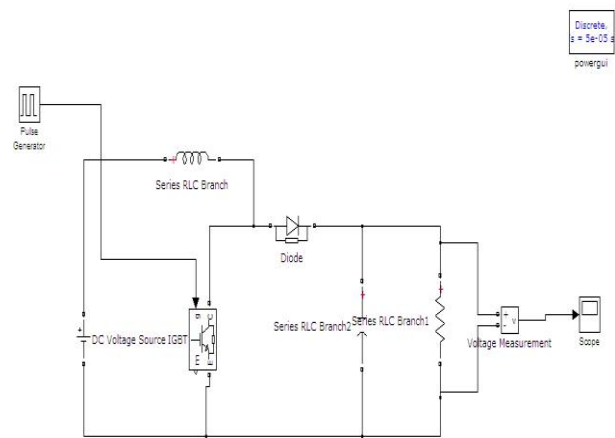 Discrete,
s = 5e-05 s
powergui
Pulse
Generator
Series RLC Branch
Diode
g
C
DC Voltage Source
IGBT
m
E
Series RLC Branch2
Series RLC Branch1
+
-
v
Voltage Measurement
Scope